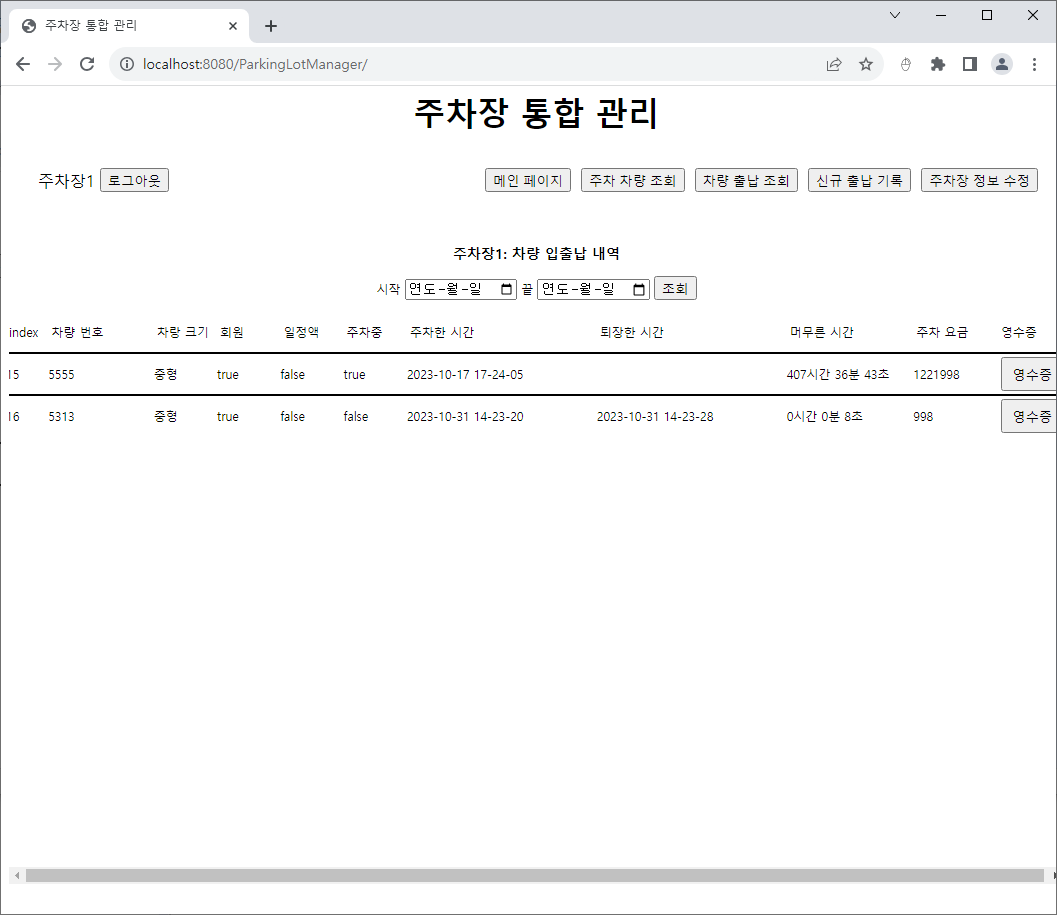 주차장 통합 관리
localhost:8080/ParkingLotManager/
주차장 통합 관리
주차장1 로그아웃 메인 페이지 주차 차량 조회 차량 출납 조회 신규 출납 기록 주차장 정보 수정
주차장1: 차량 입출납 내역
시작 연도-월-일 끝 연도-월-일 조회
index 차량 번호 차량 크기 회원 일정액 주차중 주차한 시간 퇴장한 시간 머무른 시간 주차 요금 영수증
15 5555 중형 true false true 2023-10-17 17-24-05 407시간 36분 43초 1221998 영수증
16 5313 중형 true false false 2023-10-31 14-23-20 2023-10-31 14-23-28 0시간 0분 8초 998 영수증